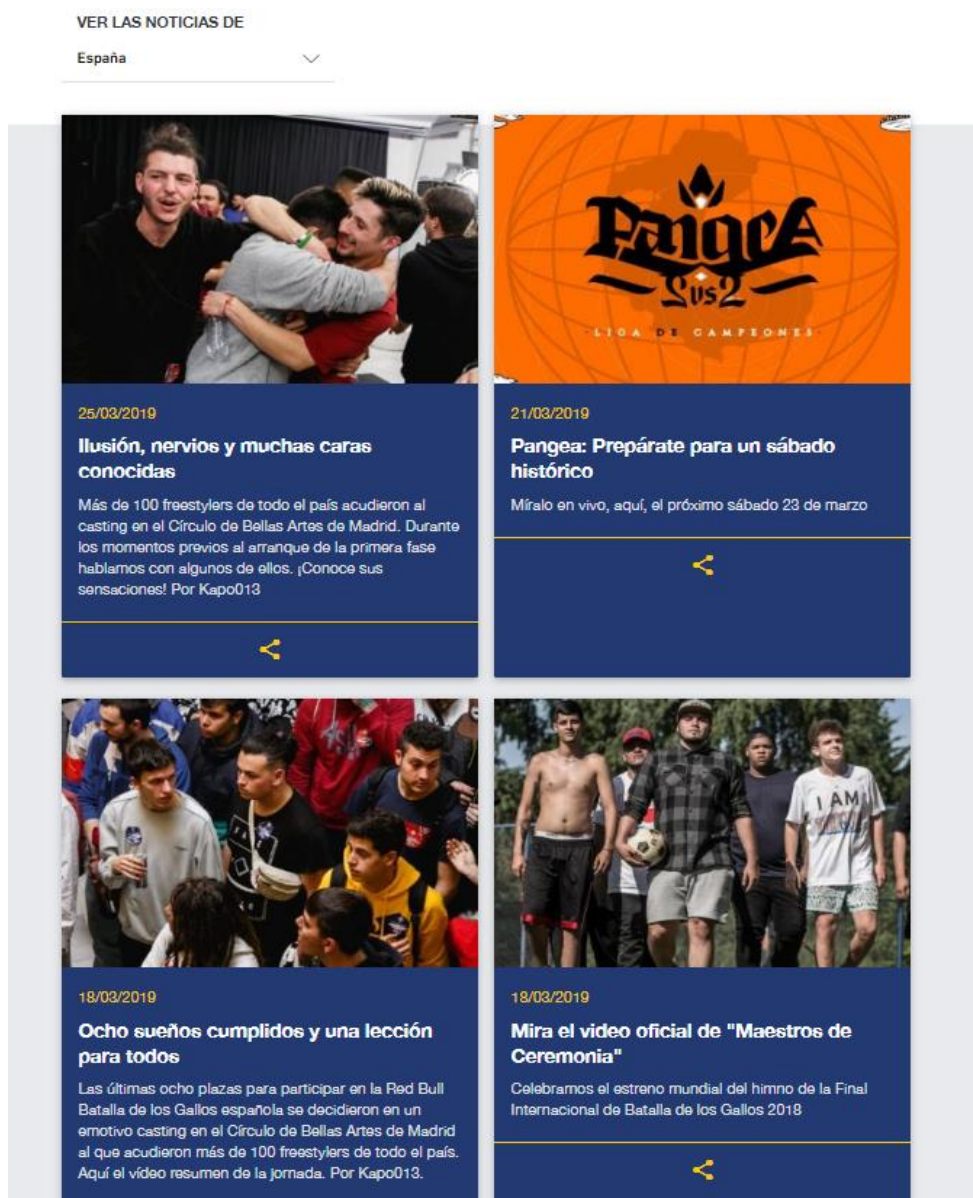 VER LAS NOTICIAS DE
España
25/03/2019
Ilusión, nervios y muchas caras
conocidas
Más de 100 freestylers de todo el país acudieron al
casting en el Círculo de Bellas Artes de Madrid. Durante
los momentos previos al arranque de la primera fase
hablamos con algunos de ellos. ¡Conoce sus
sensaciones! Por Kapo013
PangeA
2vs2
LIGA DE CAMPEONES
21/03/2019
Pangea: Prepárate para un sábado
histórico
Míralo en vivo, aquí, el próximo sábado 23 de marzo
18/03/2019
Ocho sueños cumplidos y una lección
para todos
Las últimas ocho plazas para participar en la Red Bull
Batalla de los Gallos española se decidieron en un
emotivo casting en el Círculo de Bellas Artes de Madrid
al que acudieron más de 100 freestylers de todo el país.
Aquí el vídeo resumen de la jornada. Por Kapo013.
I AM
18/03/2019
Mira el video oficial de "Maestros de
Ceremonia"
Celebramos el estreno mundial del himno de la Final
Internacional de Batalla de los Gallos 2018